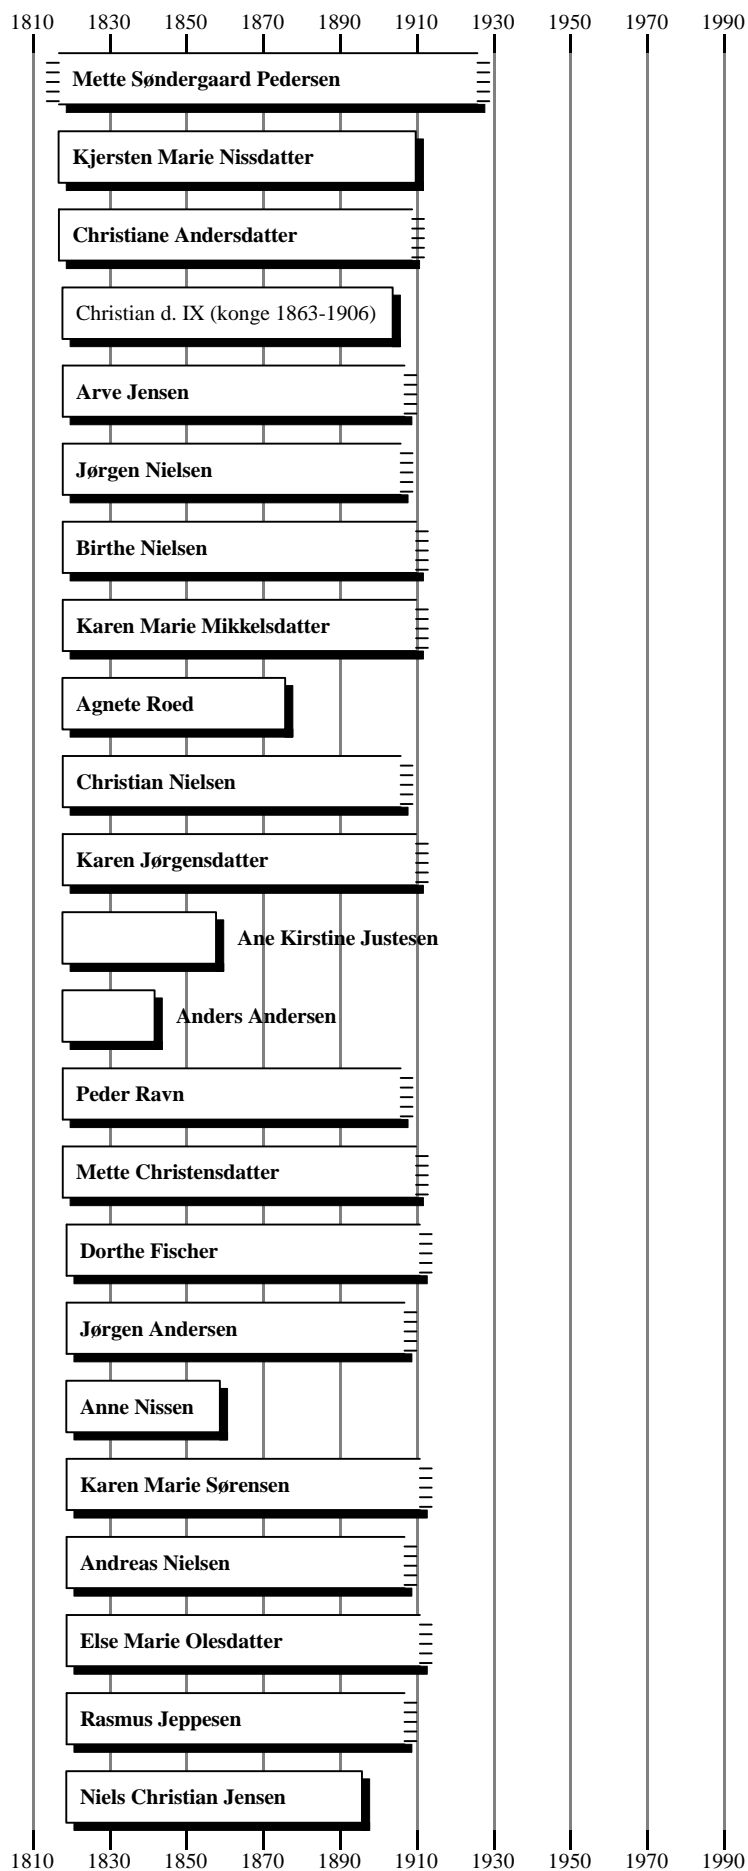 1810 1830 1850 1870 1890 1910 1930 1950 1970 1990
Mette Søndergaard Pedersen
Kjersten Marie Nissdatter
Christiane Andersdatter
Christian d. IX (konge 1863-1906)
Arve Jensen
Jørgen Nielsen
Birthe Nielsen
Karen Marie Mikkelsdatter
Agnete Roed
Christian Nielsen
Karen Jørgensdatter
Ane Kirstine Justesen
Anders Andersen
Peder Ravn
Mette Christensdatter
Dorthe Fischer
Jørgen Andersen
Anne Nissen
Karen Marie Sørensen
Andreas Nielsen
Else Marie Olesdatter
Rasmus Jeppesen
Niels Christian Jensen
1810 1830 1850 1870 1890 1910 1930 1950 1970 1990